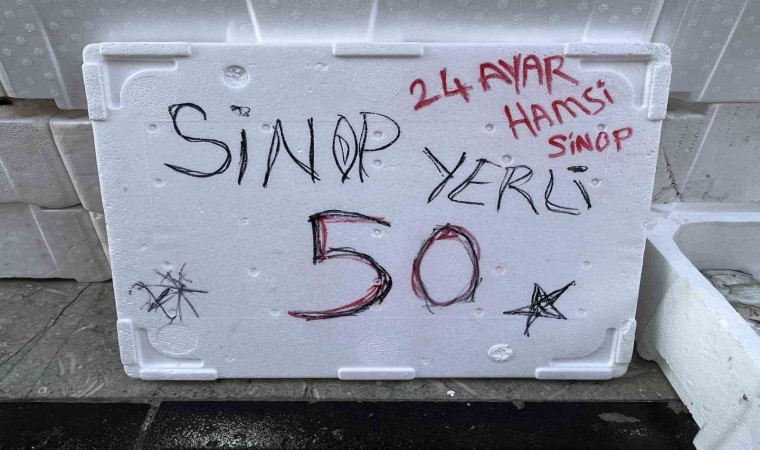 24 AYAR
HAMSİ
SİNOP
SİNOP
YERLİ
50